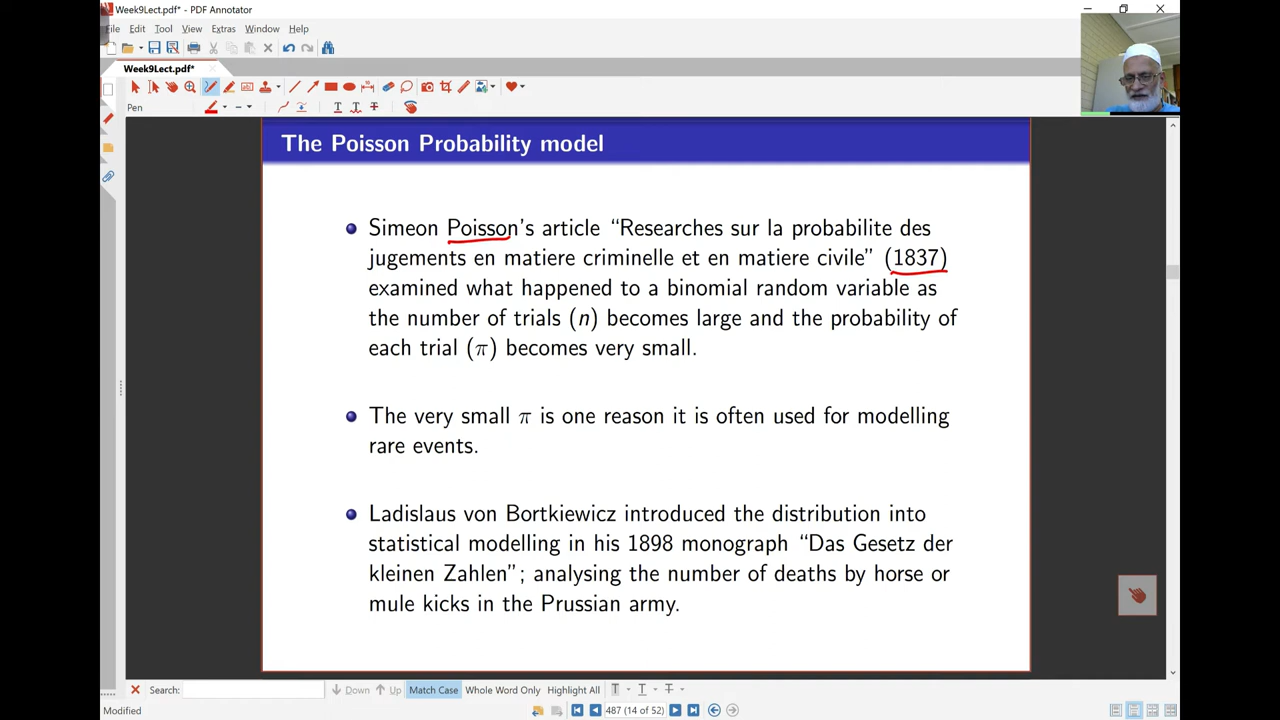 Week9Lect.pdf* - PDF Annotator
File Edit Tool View Extras Window Help
Week9Lect.pdf*
Pen
The Poisson Probability model
Simeon Poisson's article “Researches sur la probabilite des
jugements en matiere criminelle et en matiere civile” (1837)
examined what happened to a binomial random variable as
the number of trials (n) becomes large and the probability of
each trial (π) becomes very small.
The very small π is one reason it is often used for modelling
rare events.
Ladislaus von Bortkiewicz introduced the distribution into
statistical modelling in his 1898 monograph “Das Gesetz der
kleinen Zahlen”; analysing the number of deaths by horse or
mule kicks in the Prussian army.
Search: Down Up Match Case Whole Word Only Highlight All
Modified 487 (14 of 52)